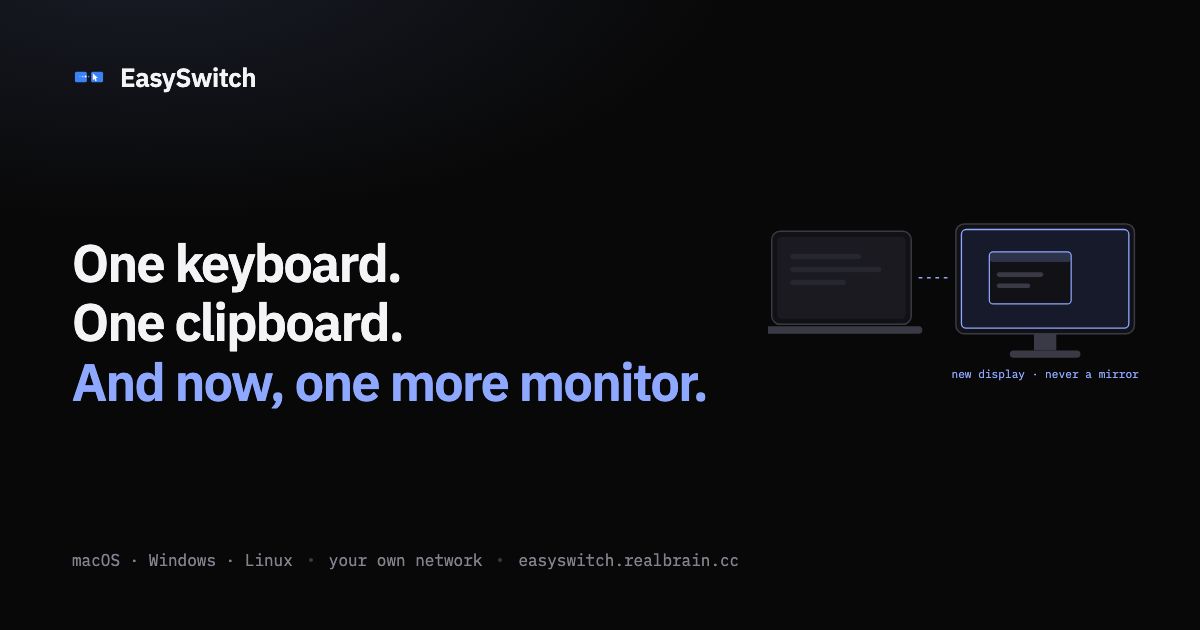 EasySwitch
One keyboard.
One clipboard.
And now, one more monitor.
new display · never a mirror
macOS · Windows · Linux • your own network • easyswitch.realbrain.cc